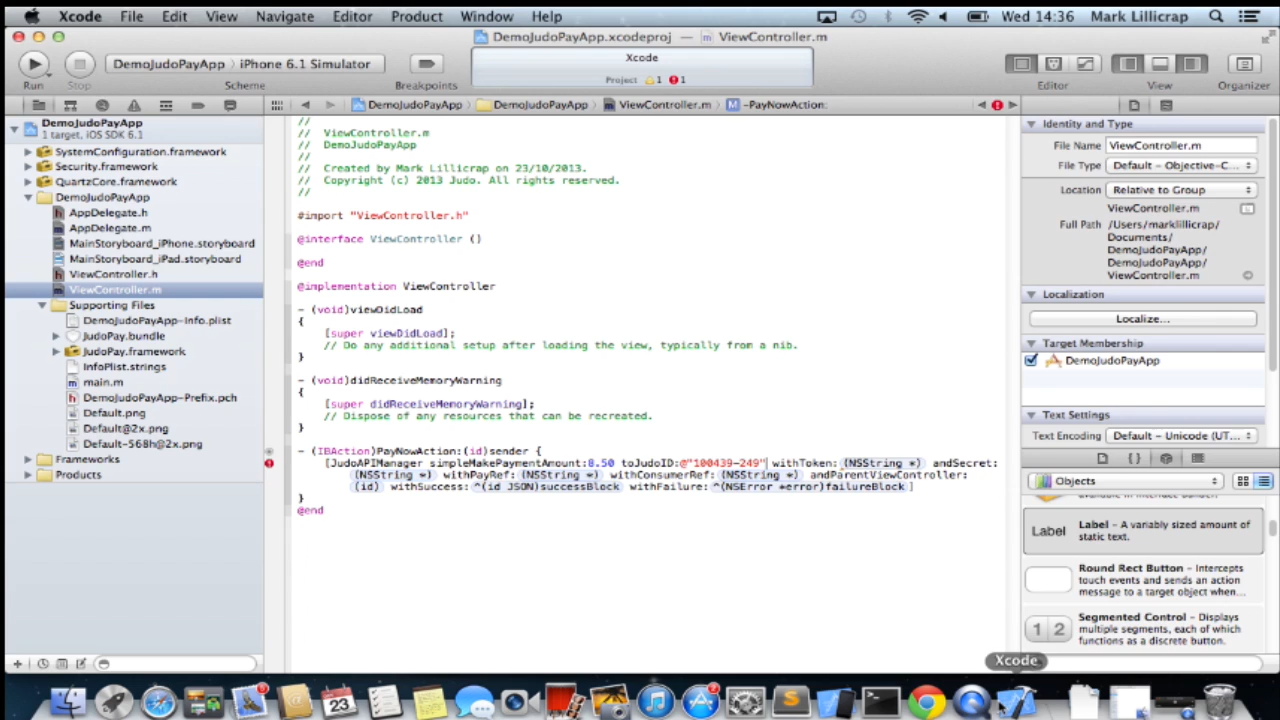 Xcode File Edit View Navigate Editor Product Window Help Wed 14:36 Mark Lillicrap
DemoJudoPayApp.xcodeproj — ViewController.m
DemoJudoPayApp 〉 iPhone 6.1 Simulator
Xcode
Project 1 1
Run Stop Scheme Breakpoints Editor View Organizer
DemoJudoPayApp 〉 DemoJudoPayApp 〉 ViewController.m 〉 M -PayNowAction:
DemoJudoPayApp
1 target, iOS SDK 6.1
SystemConfiguration.framework
Security.framework
QuartzCore.framework
DemoJudoPayApp
AppDelegate.h
AppDelegate.m
MainStoryboard_iPhone.storyboard
MainStoryboard_iPad.storyboard
ViewController.h
ViewController.m
Supporting Files
DemoJudoPayApp-Info.plist
JudoPay.bundle
JudoPay.framework
InfoPlist.strings
main.m
DemoJudoPayApp-Prefix.pch
Default.png
Default@2x.png
Default-568h@2x.png
Frameworks
Products
//
// ViewController.m
// DemoJudoPayApp
//
// Created by Mark Lillicrap on 23/10/2013.
// Copyright (c) 2013 Judo. All rights reserved.
//
#import "ViewController.h"
@interface ViewController ()
@end
@implementation ViewController
- (void)viewDidLoad
{
[super viewDidLoad];
// Do any additional setup after loading the view, typically from a nib.
}
- (void)didReceiveMemoryWarning
{
[super didReceiveMemoryWarning];
// Dispose of any resources that can be recreated.
}
- (IBAction)PayNowAction:(id)sender {
[JudoAPIManager simpleMakePaymentAmount:8.50 toJudoID:@"100439-249" withToken:(NSString *) andSecret:
(NSString *) withPayRef:(NSString *) withConsumerRef:(NSString *) andParentViewController:
(id) withSuccess:^(id JSON)successBlock withFailure:^(NSError *error)failureBlock]
}
@end
Identity and Type
File Name ViewController.m
File Type Default - Objective-C...
Location Relative to Group
ViewController.m
Full Path /Users/marklillicrap/
Documents/
DemoJudoPayApp/
DemoJudoPayApp/
ViewController.m
Localization
Localize...
Target Membership
DemoJudoPayApp
Text Settings
Text Encoding Default - Unicode (UT...
Objects
available in Interface Builder.
Label
Label - A variably sized amount of
static text.
Round Rect Button - Intercepts
touch events and sends an action
message to a target object when...
1 2
Segmented Control - Displays
multiple segments, each of which
functions as a discrete button.
Xcode
23